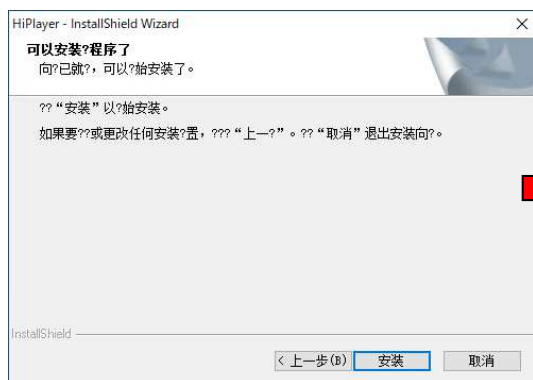 HiPlayer - InstallShield Wizard
可以安装?程序了
向?已就?，可以?始安装了。
??“安装”以?始安装。
如果要??或更改任何安装?置，???“上一?”。??“取消”退出安装向?。
InstallShield
< 上一步(B)
安装
取消